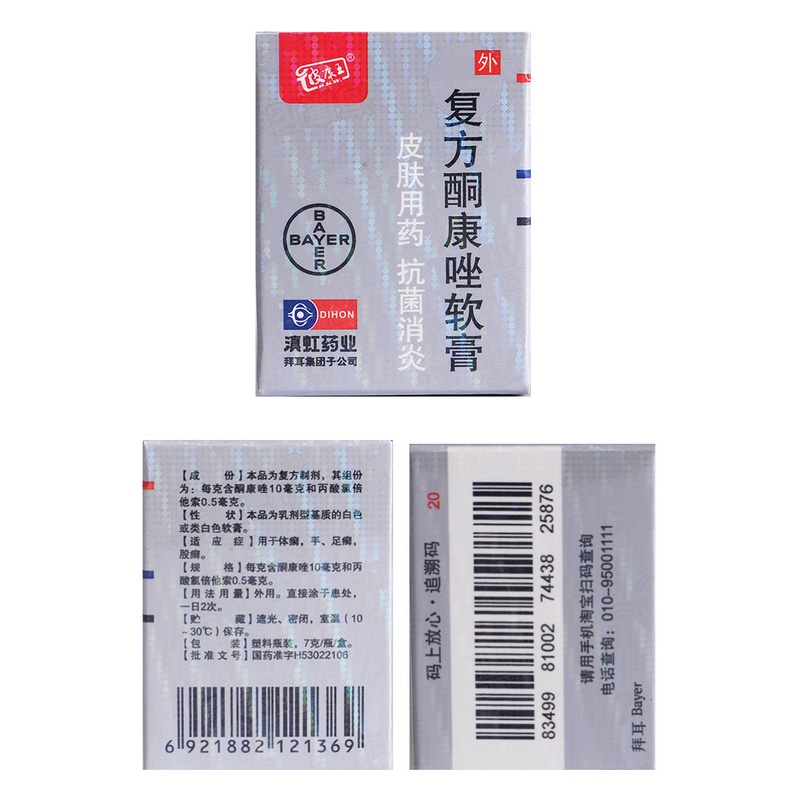 皮康王®
外
复方酮康唑软膏
皮肤用药 抗菌消炎
BAYER
BAYER
DIHON
滇虹药业
拜耳集团子公司
【成 份】本品为复方制剂，其组份
为：每克含酮康唑10毫克和丙酸氯倍
他索0.5毫克。
【性 状】本品为乳剂型基质的白色
或类白色软膏。
【适 应 症】用于体癣，手、足癣，
股癣。
【规 格】每克含酮康唑10毫克和丙
酸氯倍他索0.5毫克。
【用法用量】外用。直接涂于患处，
一日2次。
【贮 藏】遮光、密闭，室温（10
－30℃）保存。
【包 装】塑料瓶装，7克/瓶/盒。
【批准文号】国药准字H53022106
6 921882 121369
码上放心·追溯码 20
83499 81002 74438 25876
请用手机淘宝扫码查询
电话查询：010-95001111
拜耳 Bayer